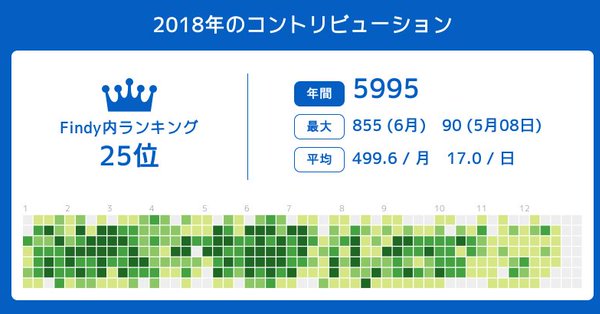 2018年のコントリビューション
Findy内ランキング
25位
年間 5995
最大 855 (6月) 90 (5月08日)
平均 499.6 / 月 17.0 / 日
1 2 3 4 5 6 7 8 9 10 11 12